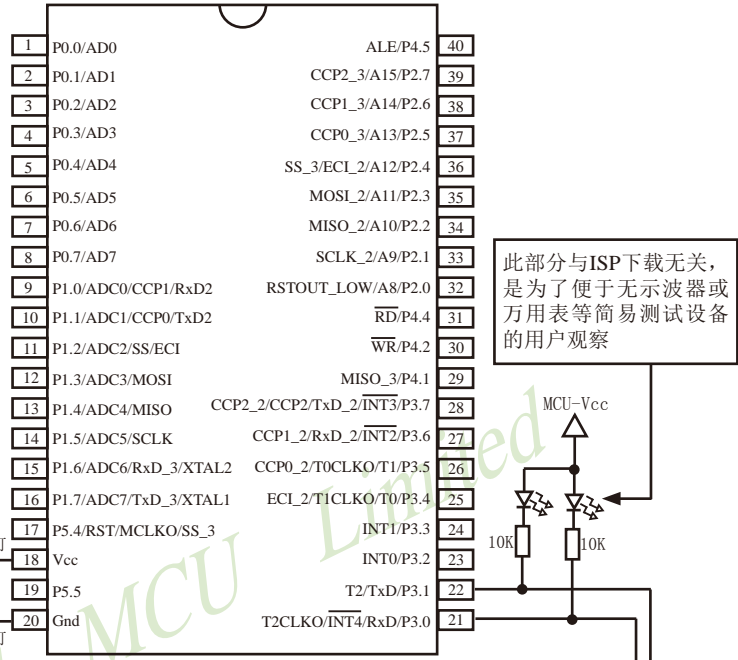 1 P0.0/AD0 ALE/P4.5 40
2 P0.1/AD1 CCP2_3/A15/P2.7 39
3 P0.2/AD2 CCP1_3/A14/P2.6 38
4 P0.3/AD3 CCP0_3/A13/P2.5 37
5 P0.4/AD4 SS_3/ECI_2/A12/P2.4 36
6 P0.5/AD5 MOSI_2/A11/P2.3 35
7 P0.6/AD6 MISO_2/A10/P2.2 34
8 P0.7/AD7 SCLK_2/A9/P2.1 33
9 P1.0/ADC0/CCP1/RxD2 RSTOUT_LOW/A8/P2.0 32
10 P1.1/ADC1/CCP0/TxD2 RD/P4.4 31
11 P1.2/ADC2/SS/ECI WR/P4.2 30
12 P1.3/ADC3/MOSI MISO_3/P4.1 29
13 P1.4/ADC4/MISO CCP2_2/CCP2/TxD_2/INT3/P3.7 28
14 P1.5/ADC5/SCLK CCP1_2/RxD_2/INT2/P3.6 27
15 P1.6/ADC6/RxD_3/XTAL2 CCP0_2/T0CLKO/T1/P3.5 26
16 P1.7/ADC7/TxD_3/XTAL1 ECI_2/T1CLKO/T0/P3.4 25
17 P5.4/RST/MCLKO/SS_3 INT1/P3.3 24
18 Vcc INT0/P3.2 23
19 P5.5 T2/TxD/P3.1 22
20 Gnd T2CLKO/INT4/RxD/P3.0 21
此部分与ISP下载无关，
是为了便于无示波器或
万用表等简易测试设备
的用户观察
MCU-Vcc
10K
10K
MCU Limited